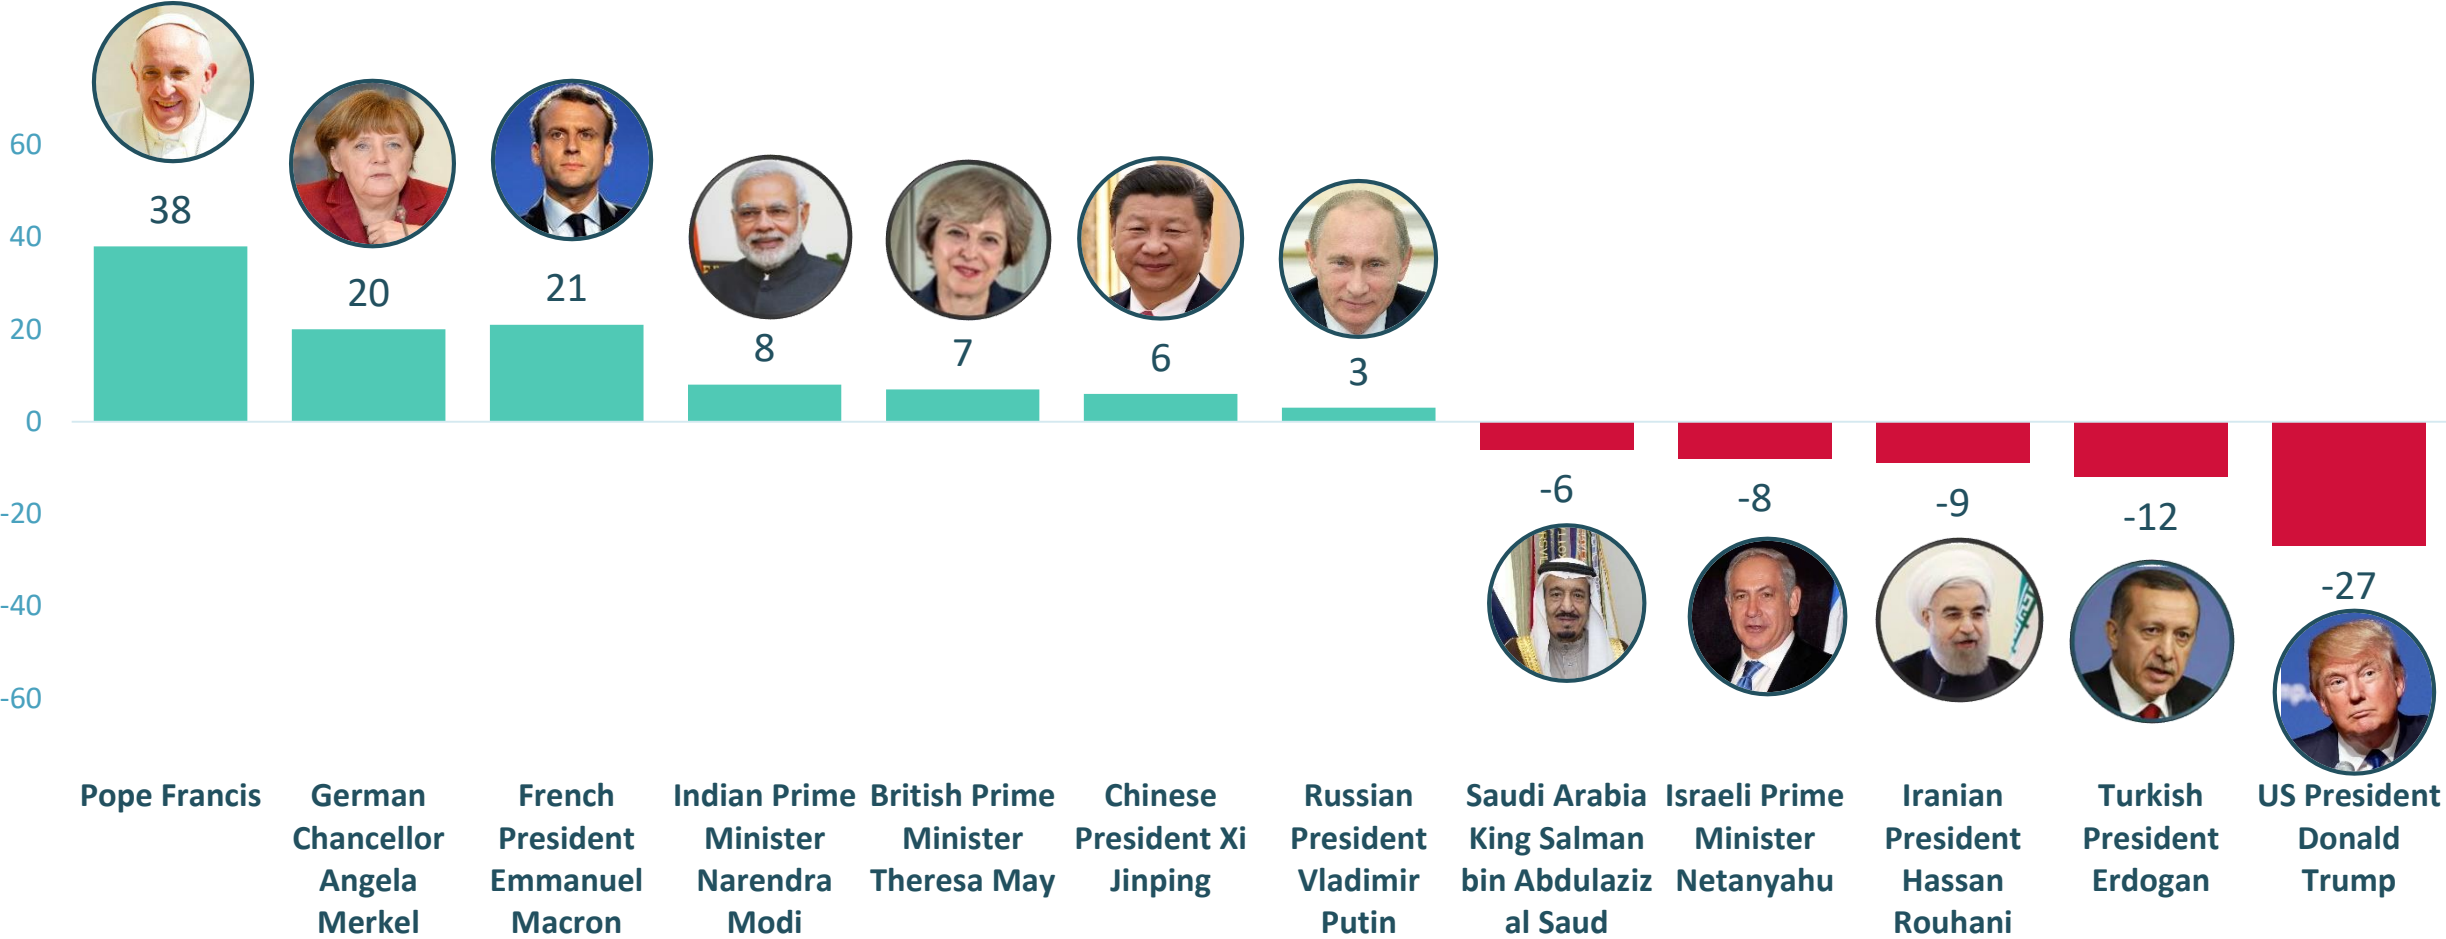 60
40
20
0
-20
-40
-60
38
20
21
8
7
6
3
-6
-8
-9
-12
-27
Pope Francis
German
Chancellor
Angela
Merkel
French
President
Emmanuel
Macron
Indian Prime
Minister
Narendra
Modi
British Prime
Minister
Theresa May
Chinese
President Xi
Jinping
Russian
President
Vladimir
Putin
Saudi Arabia
King Salman
bin Abdulaziz
al Saud
Israeli Prime
Minister
Netanyahu
Iranian
President
Hassan
Rouhani
Turkish
President
Erdogan
US President
Donald
Trump